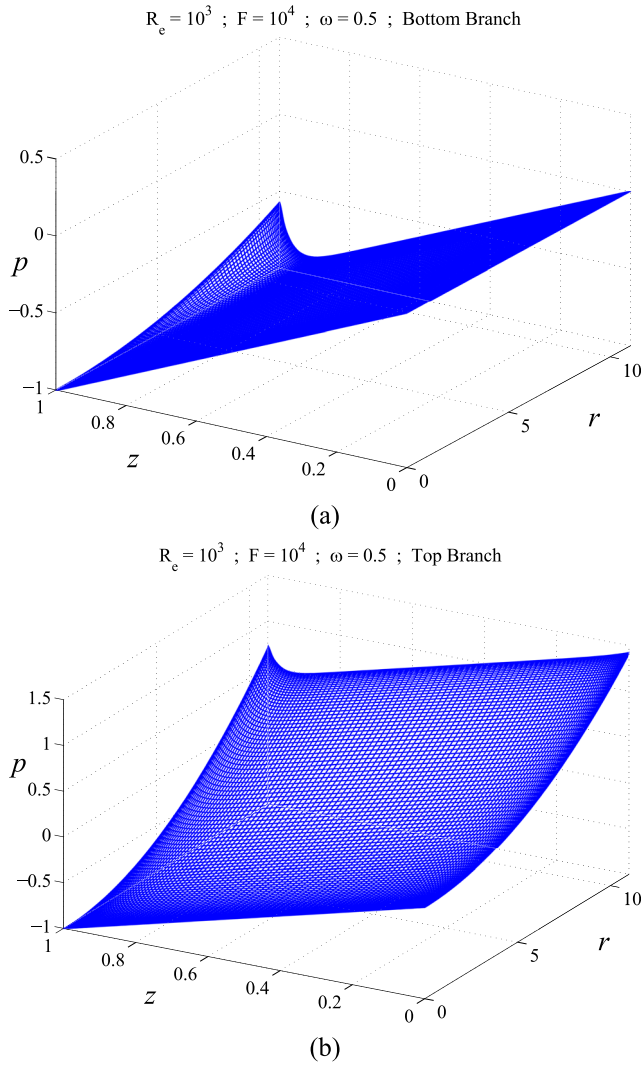 R_e = 10^3 ; F = 10^4 ; ω = 0.5 ; Bottom Branch
0.5
0
−0.5
−1
p
1
0.8
0.6
0.4
0.2
0
z
0
5
10
r
(a)
R_e = 10^3 ; F = 10^4 ; ω = 0.5 ; Top Branch
1.5
1
0.5
0
−0.5
−1
p
1
0.8
0.6
0.4
0.2
0
z
0
5
10
r
(b)